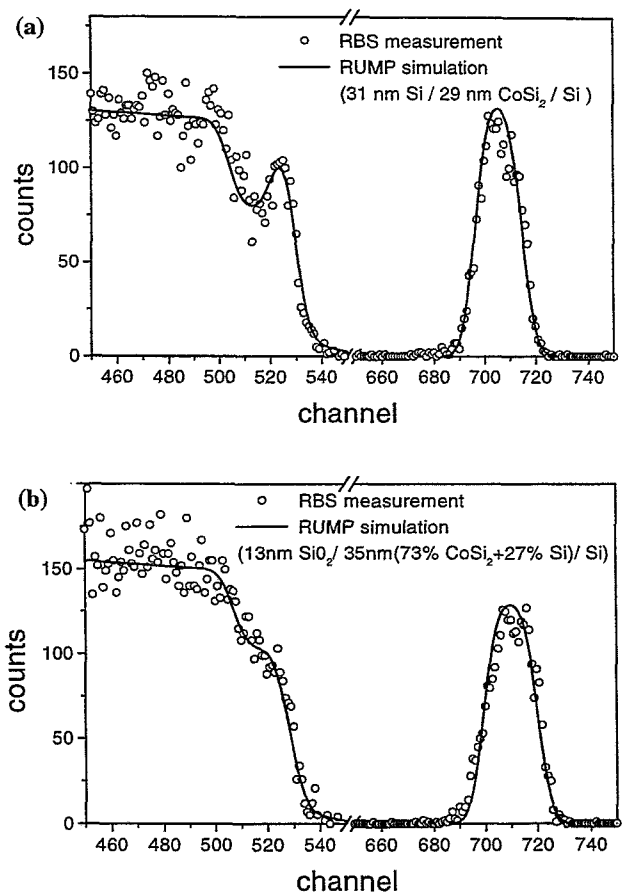 (a)
RBS measurement
RUMP simulation
(31 nm Si / 29 nm CoSi₂ / Si )
150
100
50
0
counts
460 480 500 520 540 660 680 700 720 740
channel
(b)
RBS measurement
RUMP simulation
(13nm Si0₂/ 35nm(73% CoSi₂+27% Si)/ Si)
150
100
50
0
counts
460 480 500 520 540 660 680 700 720 740
channel